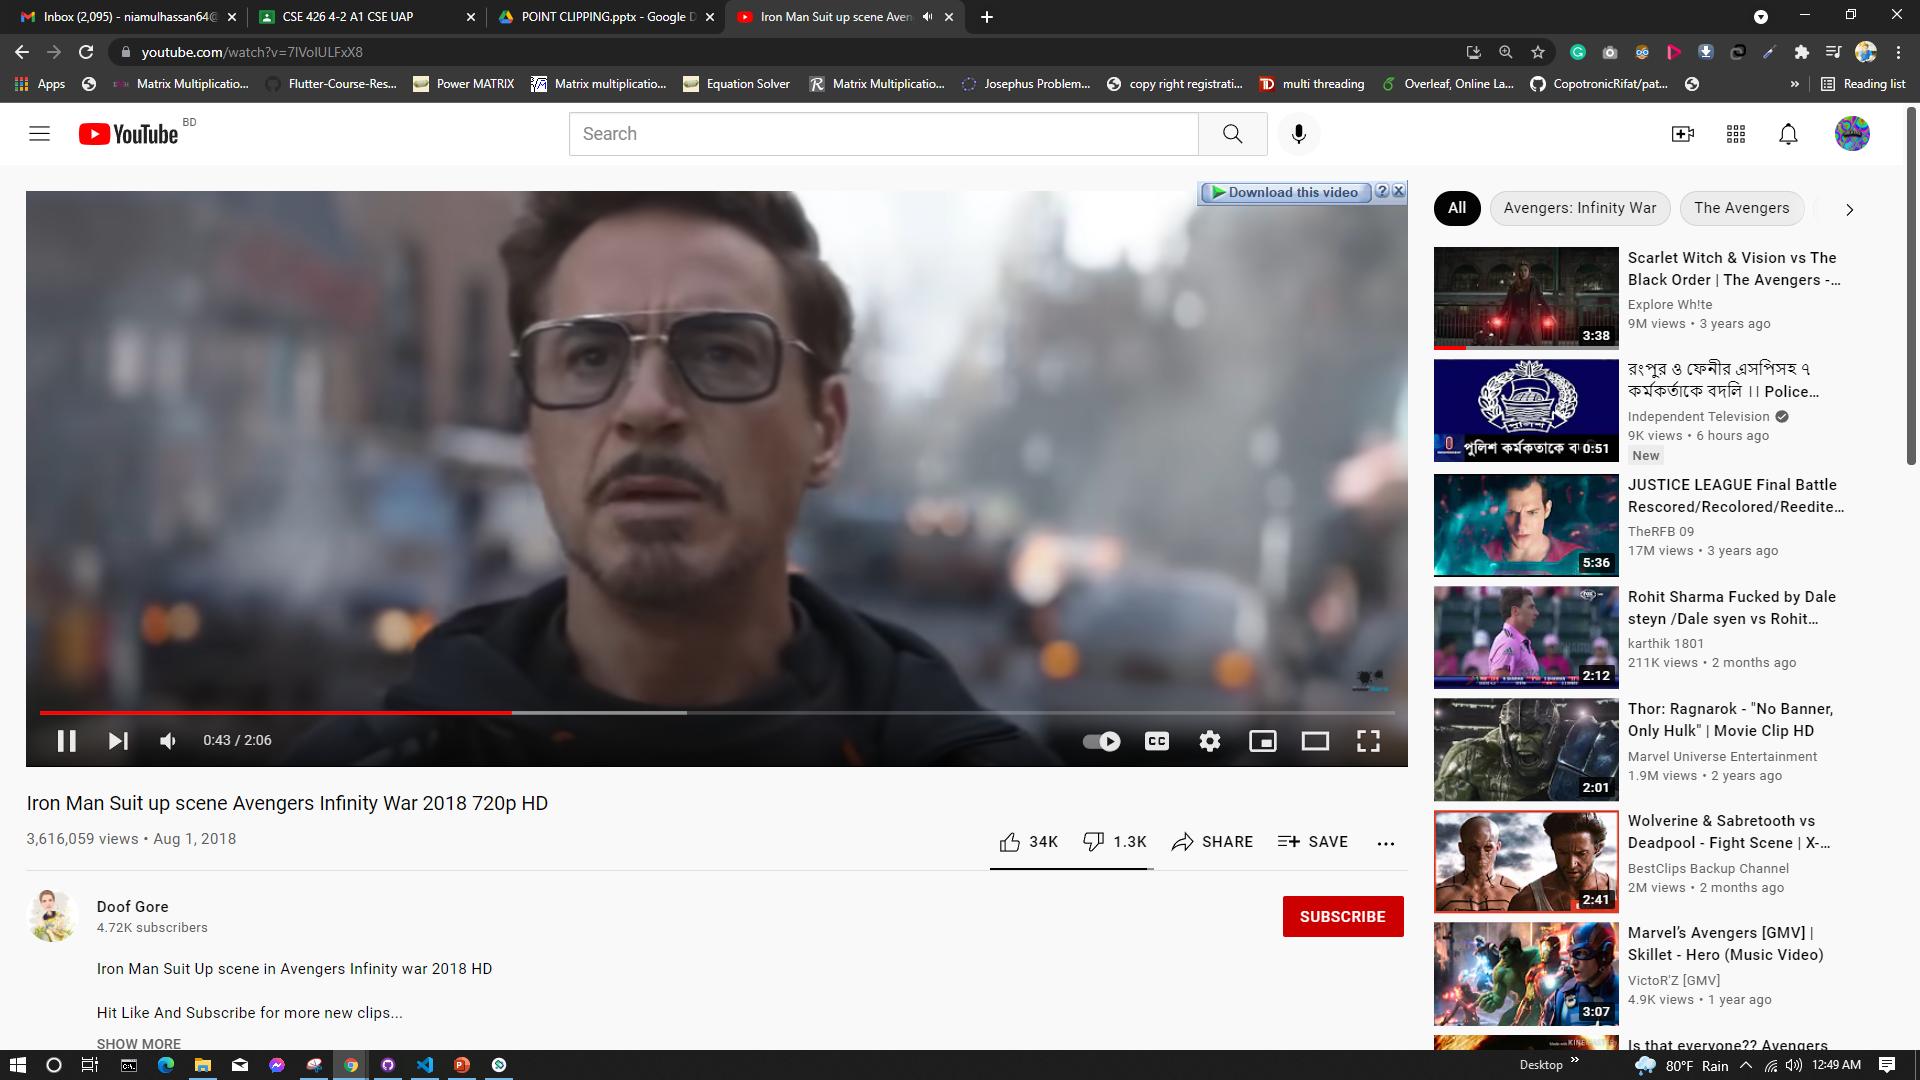 Inbox (2,095) - niamulhassan64@
CSE 426 4-2 A1 CSE UAP
POINT CLIPPING.pptx - Google D
Iron Man Suit up scene Aven
youtube.com/watch?v=7IVoIULFxX8
Apps
Matrix Multiplicatio...
Flutter-Course-Res...
Power MATRIX
Matrix multiplicatio...
Equation Solver
Matrix Multiplicatio...
Josephus Problem...
copy right registrati...
multi threading
Overleaf, Online La...
CopotronicRifat/pat...
Reading list
YouTube BD
Search
Download this video
All
Avengers: Infinity War
The Avengers
0:43 / 2:06
CC
Iron Man Suit up scene Avengers Infinity War 2018 720p HD
3,616,059 views • Aug 1, 2018
34K
1.3K
SHARE
SAVE
Doof Gore
4.72K subscribers
SUBSCRIBE
Iron Man Suit Up scene in Avengers Infinity war 2018 HD
Hit Like And Subscribe for more new clips...
SHOW MORE
3:38
Scarlet Witch & Vision vs The
Black Order | The Avengers -...
Explore Wh!te
9M views • 3 years ago
পুলিশ
পুলিশ কর্মকতাকে ব
0:51
রংপুর ও ফেনীর এসপিসহ ৭
কর্মকর্তাকে বদলি ।। Police...
Independent Television
9K views • 6 hours ago
New
5:36
JUSTICE LEAGUE Final Battle
Rescored/Recolored/Reedite...
TheRFB 09
17M views • 3 years ago
2:12
Rohit Sharma Fucked by Dale
steyn /Dale syen vs Rohit...
karthik 1801
211K views • 2 months ago
2:01
Thor: Ragnarok - "No Banner,
Only Hulk" | Movie Clip HD
Marvel Universe Entertainment
1.9M views • 2 years ago
2:41
Wolverine & Sabretooth vs
Deadpool - Fight Scene | X-...
BestClips Backup Channel
2M views • 2 months ago
3:07
Marvel's Avengers [GMV] |
Skillet - Hero (Music Video)
VictoR'Z [GMV]
4.9K views • 1 year ago
Is that everyone?? Avengers
Desktop
80°F Rain
12:49 AM